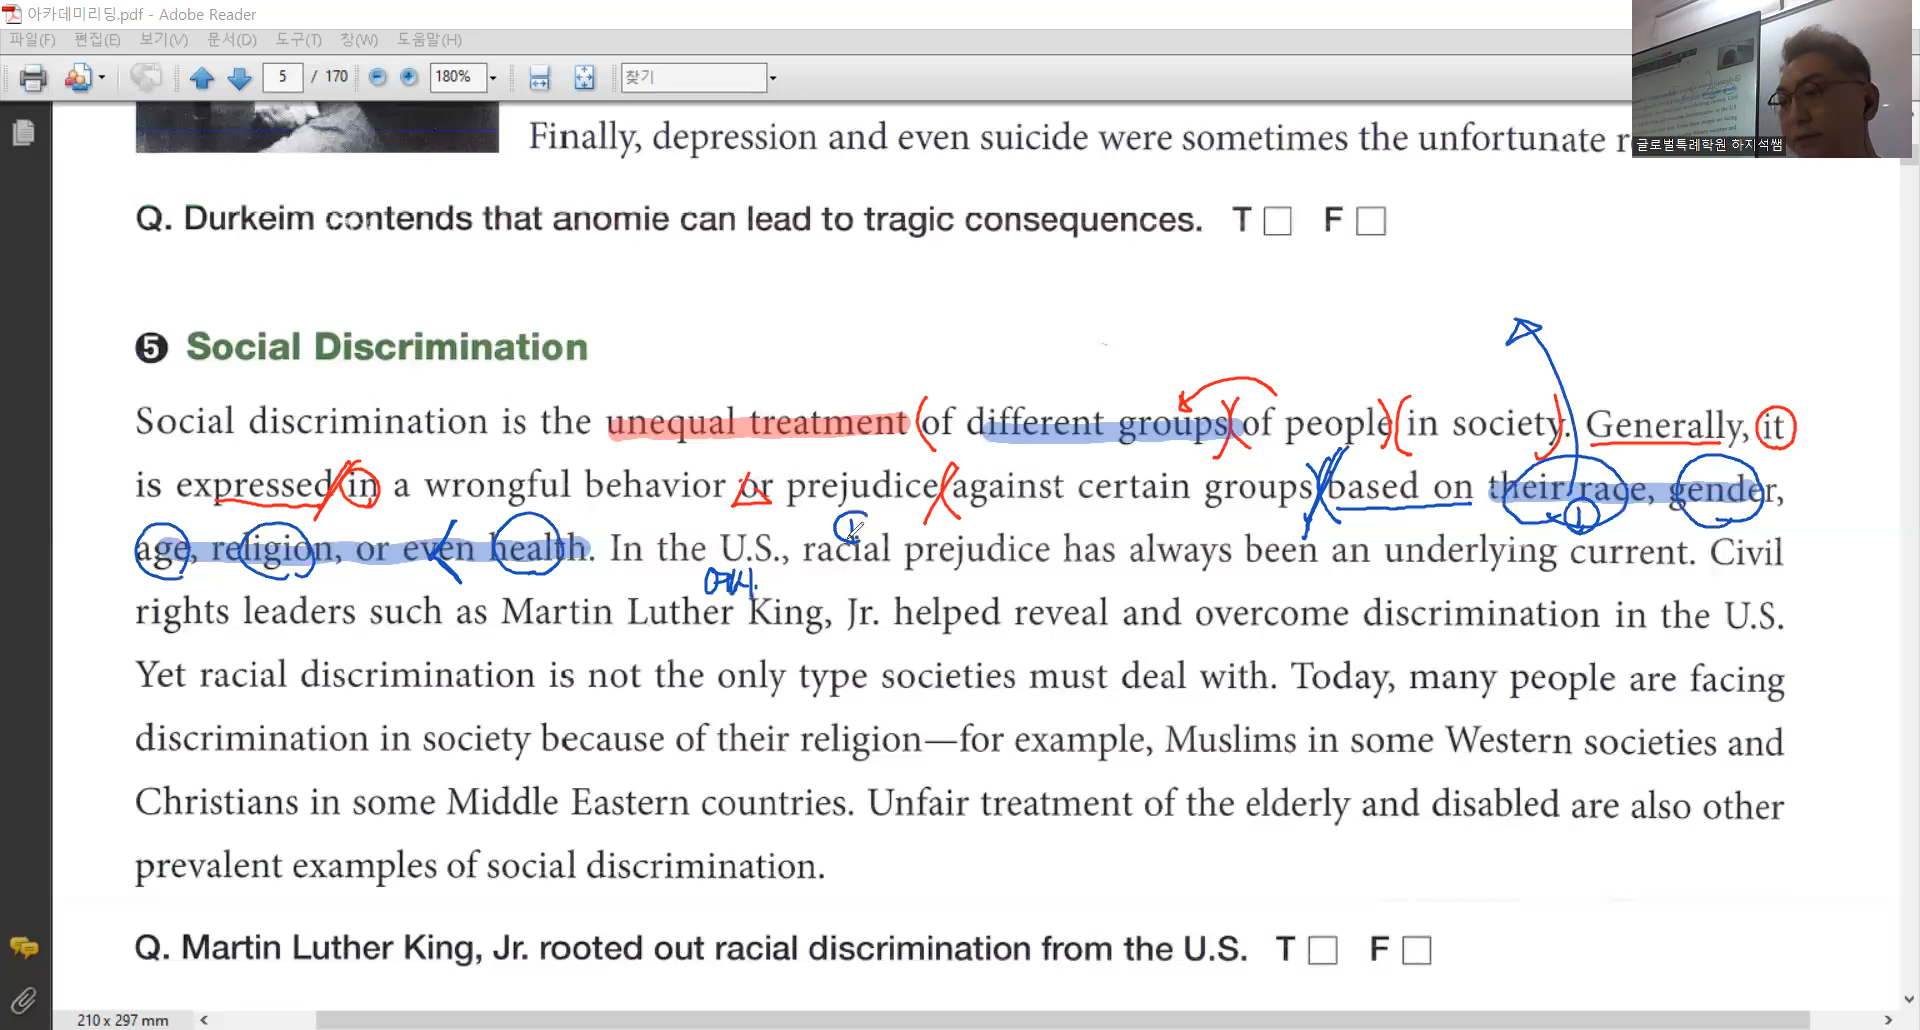 아카데미리딩.pdf - Adobe Reader
파일(F) 편집(E) 보기(V) 문서(D) 도구(T) 창(W) 도움말(H)
5 / 170 180% 찾기
글로벌특례학원 하지석쌤
Finally, depression and even suicide were sometimes the unfortunate
Q. Durkeim contends that anomie can lead to tragic consequences. T F
5 Social Discrimination
Social discrimination is the unequal treatment of different groups of people in society. Generally, it
is expressed in a wrongful behavior or prejudice against certain groups based on their race, gender,
age, religion, or even health. In the U.S., racial prejudice has always been an underlying current. Civil
rights leaders such as Martin Luther King, Jr. helped reveal and overcome discrimination in the U.S.
Yet racial discrimination is not the only type societies must deal with. Today, many people are facing
discrimination in society because of their religion—for example, Muslims in some Western societies and
Christians in some Middle Eastern countries. Unfair treatment of the elderly and disabled are also other
prevalent examples of social discrimination.
Q. Martin Luther King, Jr. rooted out racial discrimination from the U.S. T F
210 x 297 mm